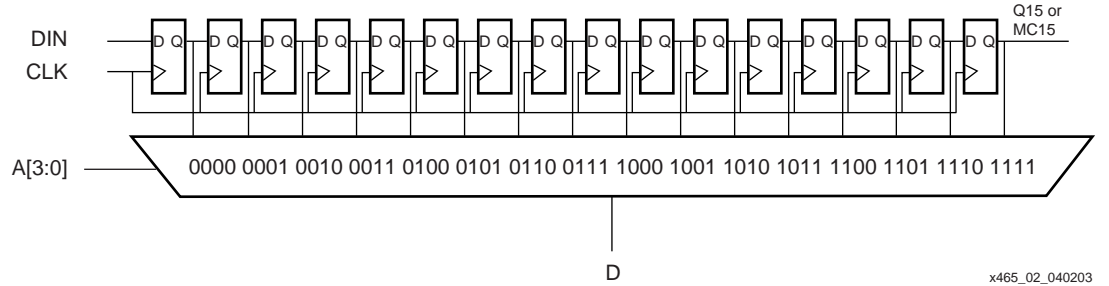 Q15 or
MC15
DIN
D Q D Q D Q D Q D Q D Q D Q D Q D Q D Q D Q D Q D Q D Q D Q D Q
CLK
A[3:0]
0000 0001 0010 0011 0100 0101 0110 0111 1000 1001 1010 1011 1100 1101 1110 1111
D
x465_02_040203